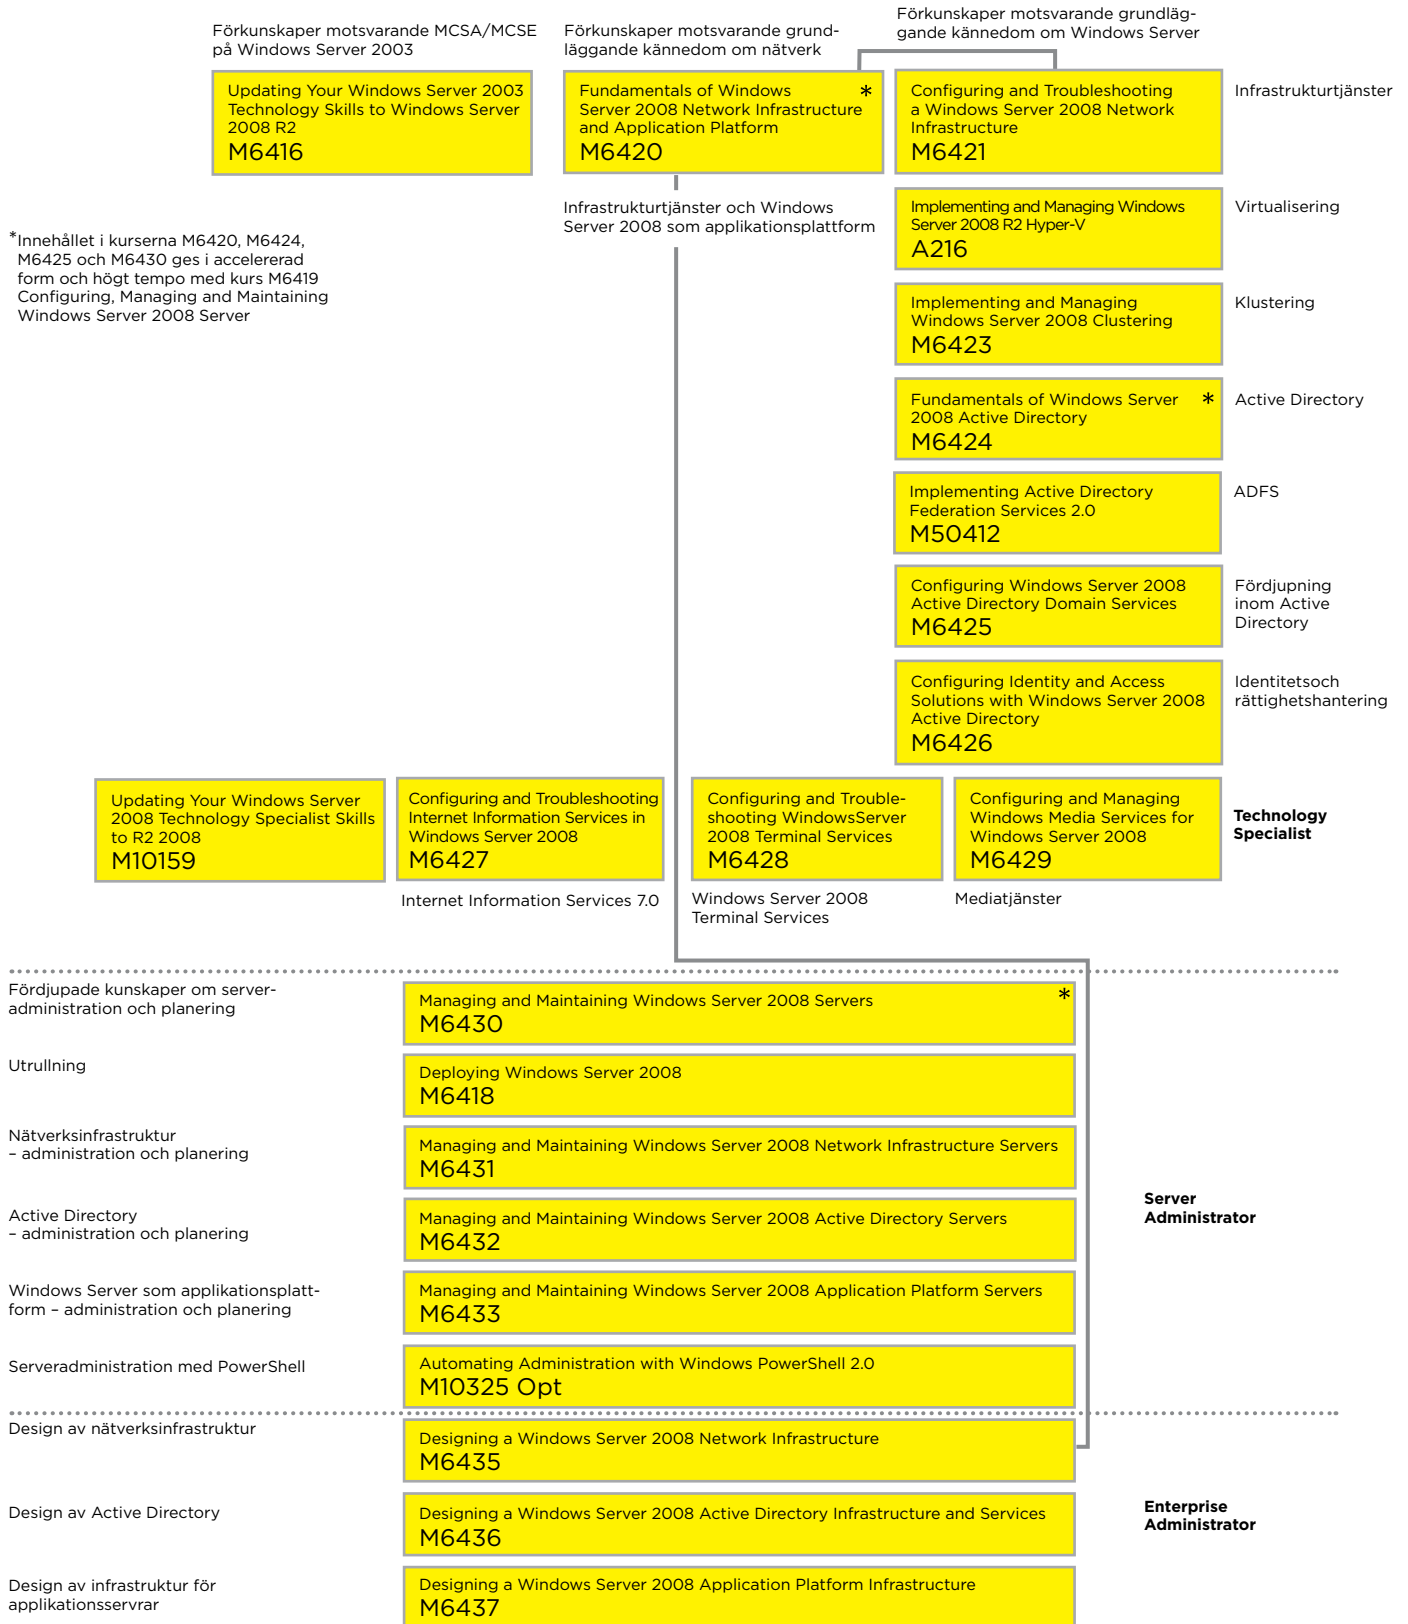 Förkunskaper motsvarande MCSA/MCSE
på Windows Server 2003
Förkunskaper motsvarande grund-
läggande kännedom om nätverk
Förkunskaper motsvarande grundläg-
gande kännedom om Windows Server
Updating Your Windows Server 2003
Technology Skills to Windows Server
2008 R2
M6416
Fundamentals of Windows *
Server 2008 Network Infrastructure
and Application Platform
M6420
Configuring and Troubleshooting
a Windows Server 2008 Network
Infrastructure
M6421
Infrastrukturtjänster
Infrastrukturtjänster och Windows
Server 2008 som applikationsplattform
Implementing and Managing Windows
Server 2008 R2 Hyper-V
A216
Virtualisering
*Innehållet i kurserna M6420, M6424,
M6425 och M6430 ges i accelererad
form och högt tempo med kurs M6419
Configuring, Managing and Maintaining
Windows Server 2008 Server
Implementing and Managing
Windows Server 2008 Clustering
M6423
Klustering
Fundamentals of Windows Server *
2008 Active Directory
M6424
Active Directory
Implementing Active Directory
Federation Services 2.0
M50412
ADFS
Configuring Windows Server 2008
Active Directory Domain Services
M6425
Fördjupning
inom Active
Directory
Configuring Identity and Access
Solutions with Windows Server 2008
Active Directory
M6426
Identitetsoch
rättighetshantering
Updating Your Windows Server
2008 Technology Specialist Skills
to R2 2008
M10159
Configuring and Troubleshooting
Internet Information Services in
Windows Server 2008
M6427
Configuring and Trouble-
shooting WindowsServer
2008 Terminal Services
M6428
Configuring and Managing
Windows Media Services for
Windows Server 2008
M6429
Technology
Specialist
Internet Information Services 7.0
Windows Server 2008
Terminal Services
Mediatjänster
Fördjupade kunskaper om server-
administration och planering
Managing and Maintaining Windows Server 2008 Servers *
M6430
Utrullning
Deploying Windows Server 2008
M6418
Nätverksinfrastruktur
– administration och planering
Managing and Maintaining Windows Server 2008 Network Infrastructure Servers
M6431
Server
Administrator
Active Directory
– administration och planering
Managing and Maintaining Windows Server 2008 Active Directory Servers
M6432
Windows Server som applikationsplatt-
form – administration och planering
Managing and Maintaining Windows Server 2008 Application Platform Servers
M6433
Serveradministration med PowerShell
Automating Administration with Windows PowerShell 2.0
M10325 Opt
Design av nätverksinfrastruktur
Designing a Windows Server 2008 Network Infrastructure
M6435
Design av Active Directory
Designing a Windows Server 2008 Active Directory Infrastructure and Services
M6436
Enterprise
Administrator
Design av infrastruktur för
applikationsservrar
Designing a Windows Server 2008 Application Platform Infrastructure
M6437